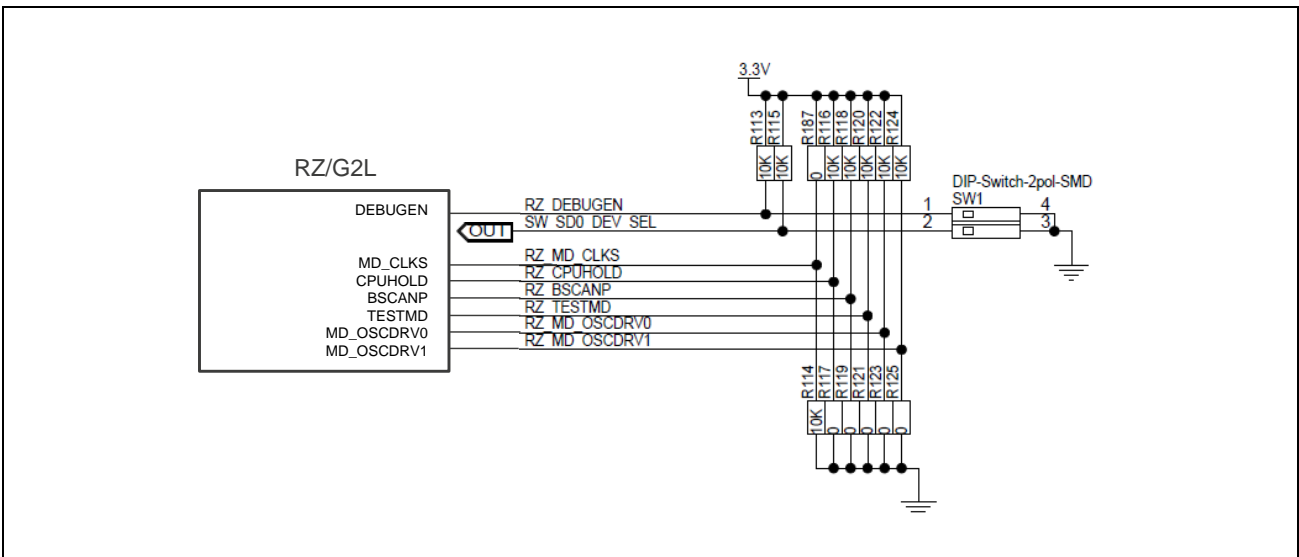 3.3V
R113
R115
R187
R116
R118
R120
R122
R124
10K
10K
0
10K
10K
10K
10K
10K
RZ/G2L
DIP-Switch-2pol-SMD
SW1
DEBUGEN
RZ_DEBUGEN
1
4
OUT
SW_SD0_DEV_SEL
2
3
MD_CLKS
RZ_MD_CLKS
CPUHOLD
RZ_CPUHOLD
BSCANP
RZ_BSCANP
TESTMD
RZ_TESTMD
MD_OSCDRV0
RZ_MD_OSCDRV0
MD_OSCDRV1
RZ_MD_OSCDRV1
R114
R117
R119
R121
R123
R125
10K
0
0
0
0
0